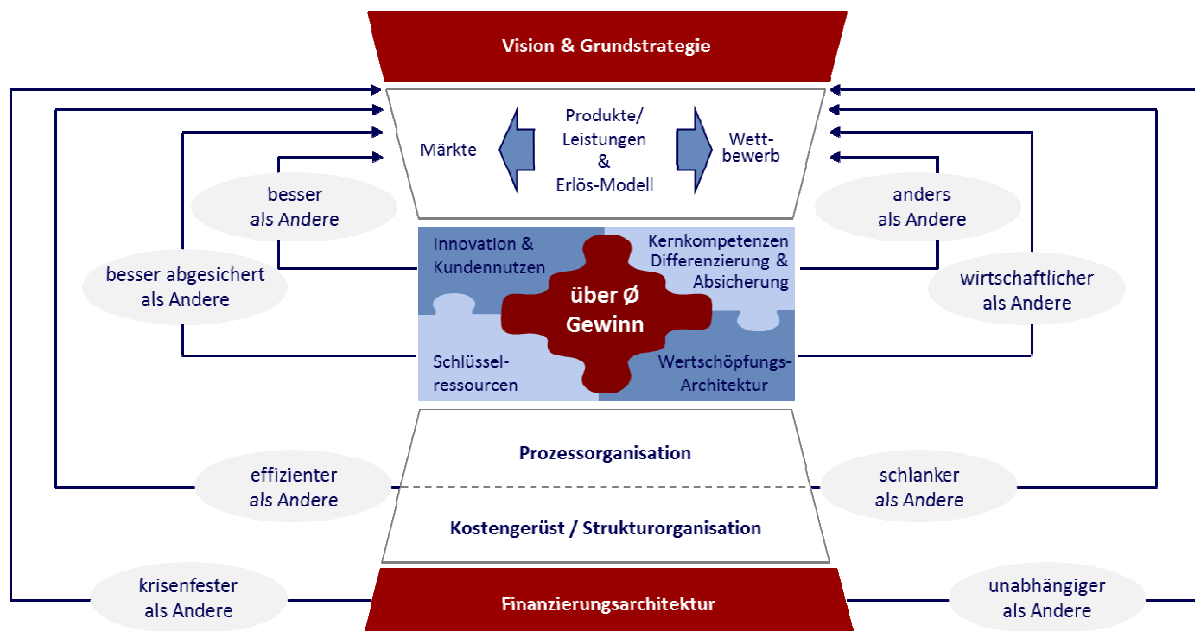 Vision & Grundstrategie
Märkte
Produkte/
Leistungen
&
Erlös-Modell
Wett-
bewerb
besser
als Andere
anders
als Andere
besser abgesichert
als Andere
wirtschaftlicher
als Andere
Innovation &
Kundennutzen
Kernkompetenzen
Differenzierung &
Absicherung
über Ø
Gewinn
Schlüssel-
ressourcen
Wertschöpfungs-
Architektur
Prozessorganisation
effizienter
als Andere
schlanker
als Andere
Kostengerüst / Strukturorganisation
krisenfester
als Andere
Finanzierungsarchitektur
unabhängiger
als Andere